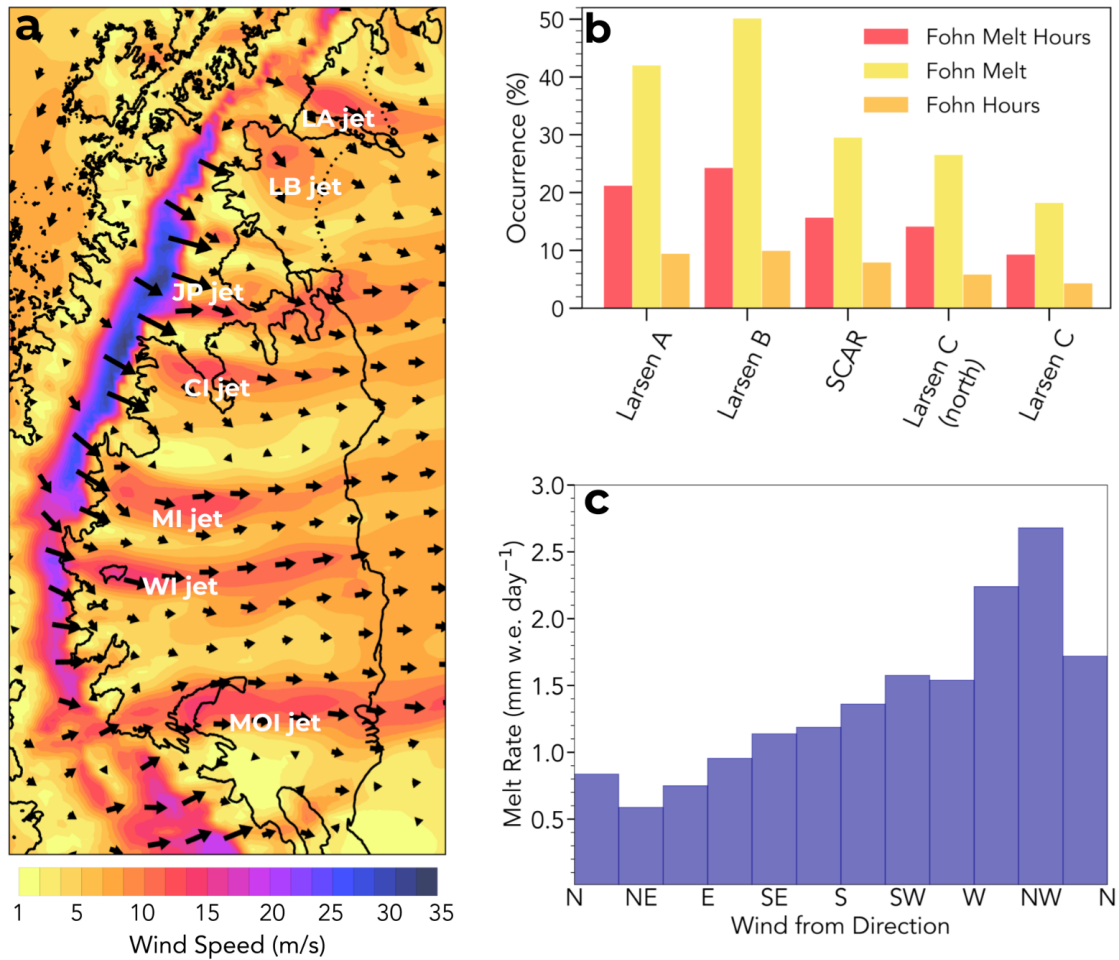 a
LA jet
LB jet
JP jet
CI jet
MI jet
WI jet
MOI jet
1 5 10 15 20 25 30 35
Wind Speed (m/s)
b
Fohn Melt Hours
Fohn Melt
Fohn Hours
50
40
30
20
10
0
Occurrence (%)
Larsen A
Larsen B
SCAR
Larsen C
(north)
Larsen C
c
3.0
2.5
2.0
1.5
1.0
0.5
Melt Rate (mm w.e. day⁻¹)
N NE E SE S SW W NW N
Wind from Direction